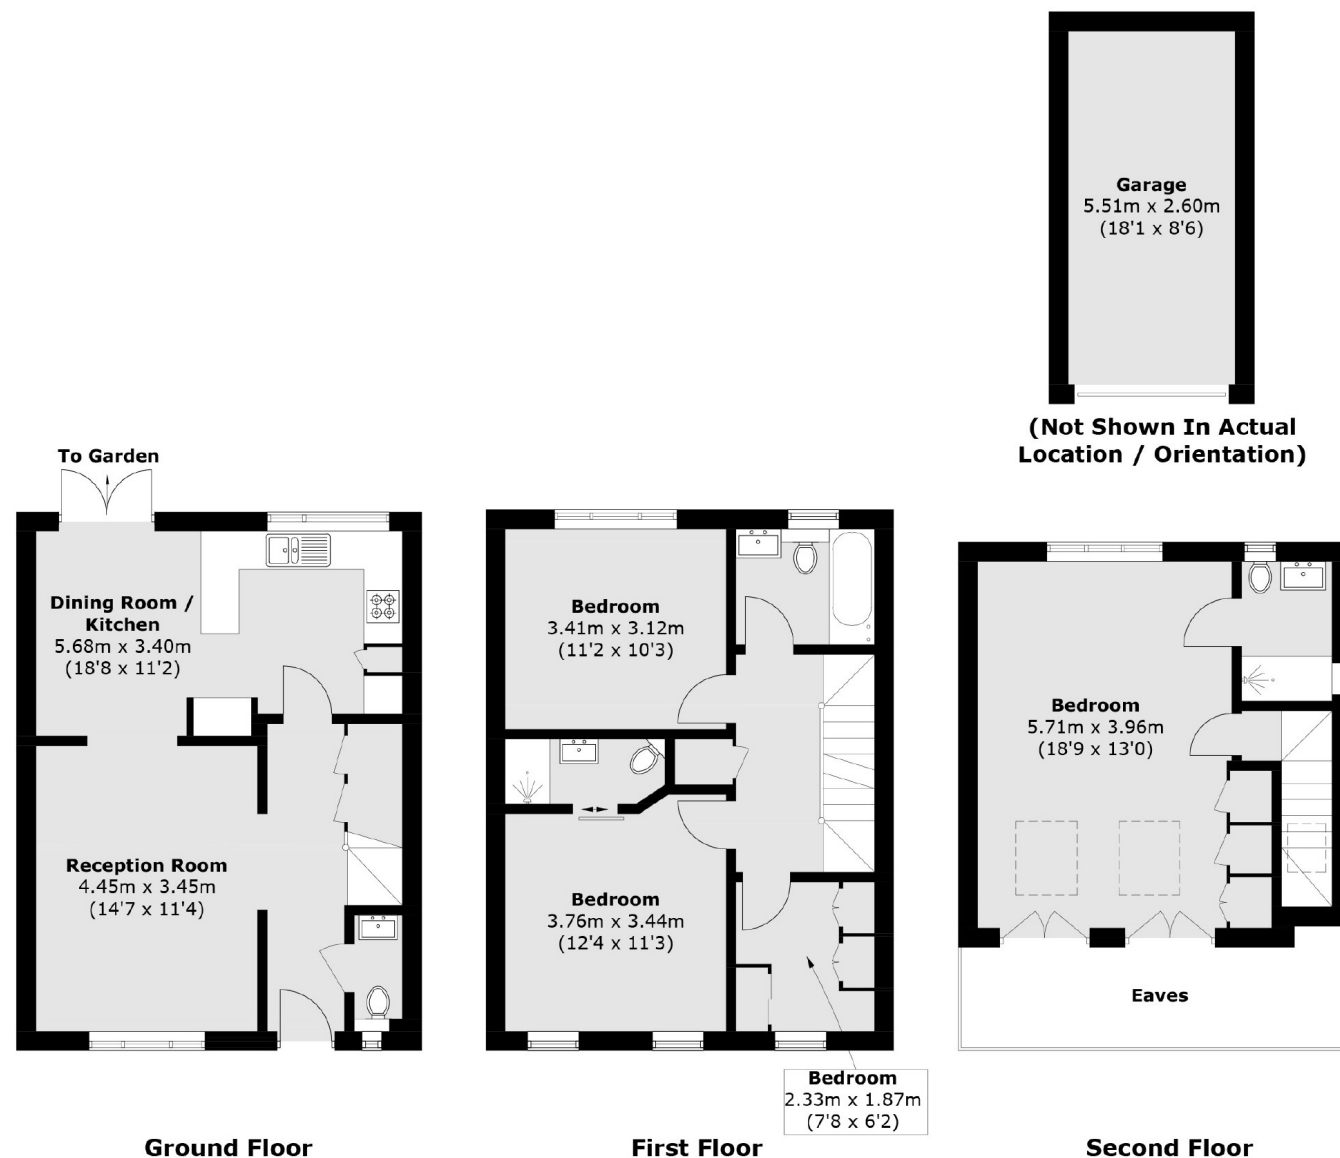 Garage
5.51m x 2.60m
(18'1 x 8'6)
(Not Shown In Actual
Location / Orientation)
To Garden
Dining Room /
Kitchen
5.68m x 3.40m
(18'8 x 11'2)
Reception Room
4.45m x 3.45m
(14'7 x 11'4)
Ground Floor
Bedroom
3.41m x 3.12m
(11'2 x 10'3)
Bedroom
3.76m x 3.44m
(12'4 x 11'3)
Bedroom
2.33m x 1.87m
(7'8 x 6'2)
First Floor
Bedroom
5.71m x 3.96m
(18'9 x 13'0)
Eaves
Second Floor